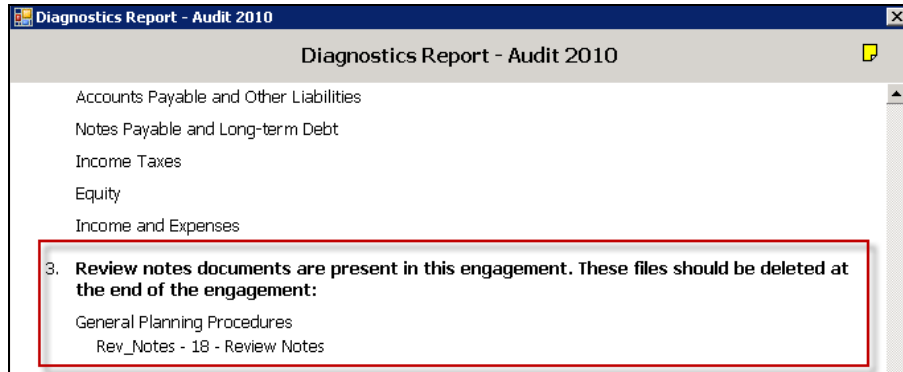 Diagnostics Report - Audit 2010
Diagnostics Report - Audit 2010
Accounts Payable and Other Liabilities
Notes Payable and Long-term Debt
Income Taxes
Equity
Income and Expenses
3. Review notes documents are present in this engagement. These files should be deleted at
the end of the engagement:
General Planning Procedures
Rev_Notes - 18 - Review Notes